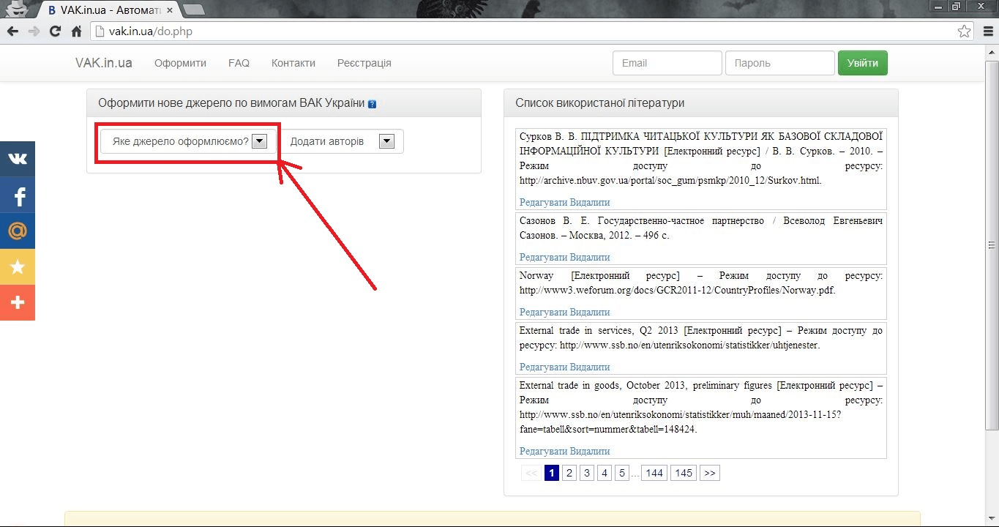 VAK.in.ua - Автомат
vak.in.ua/do.php
VAK.in.ua Оформити FAQ Контакти Реєстрація Email Пароль Увійти
Оформити нове джерело по вимогам ВАК України ?
Яке джерело оформлюємо? Додати авторів
Список використаної літератури
Сурков В. В. ПІДТРИМКА ЧИТАЦЬКОЇ КУЛЬТУРИ ЯК БАЗОВОЇ СКЛАДОВОЇ
ІНФОРМАЦІЙНОЇ КУЛЬТУРИ [Електронний ресурс] / В. В. Сурков. – 2010. –
Режим доступу до ресурсу:
http://archive.nbuv.gov.ua/portal/soc_gum/psmkp/2010_12/Surkov.html.
Редагувати Видалити
Сазонов В. Е. Государственно-частное партнерство / Всеволод Евгеньевич
Сазонов. – Москва, 2012. – 496 с.
Редагувати Видалити
Norway [Електронний ресурс] – Режим доступу до ресурсу:
http://www3.weforum.org/docs/GCR2011-12/CountryProfiles/Norway.pdf.
Редагувати Видалити
External trade in services, Q2 2013 [Електронний ресурс] – Режим доступу до
ресурсу: http://www.ssb.no/en/utenriksokonomi/statistikker/uhtjenester.
Редагувати Видалити
External trade in goods, October 2013, preliminary figures [Електронний ресурс] –
Режим доступу до ресурсу:
http://www.ssb.no/en/utenriksokonomi/statistikker/muh/maaned/2013-11-15?
fane=tabell&sort=nummer&tabell=148424.
Редагувати Видалити
<< 1 2 3 4 5 ... 144 145 >>